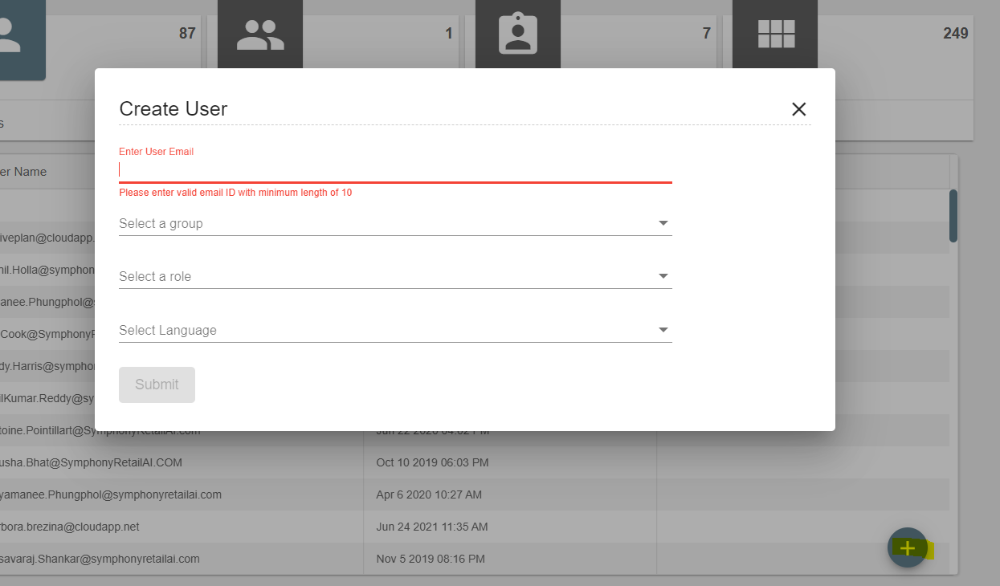 87
1
7
249
s
Create User
Enter User Email
Please enter valid email ID with minimum length of 10
Select a group
Select a role
Select Language
Submit
er Name
iveplan@cloudapp.
nil.Holla@symphon
anee.Phungphol@s
Cook@SymphonyR
dy.Harris@sympho
ilKumar.Reddy@sy
toine.Pointillart@SymphonyRetailAI.com
Jun 22 2020 04:02 PM
usha.Bhat@SymphonyRetailAI.COM
Oct 10 2019 06:03 PM
yamanee.Phungphol@symphonyretailai.com
Apr 6 2020 10:27 AM
rbora.brezina@cloudapp.net
Jun 24 2021 11:35 AM
savaraj.Shankar@symphonyretailai.com
Nov 5 2019 08:16 PM